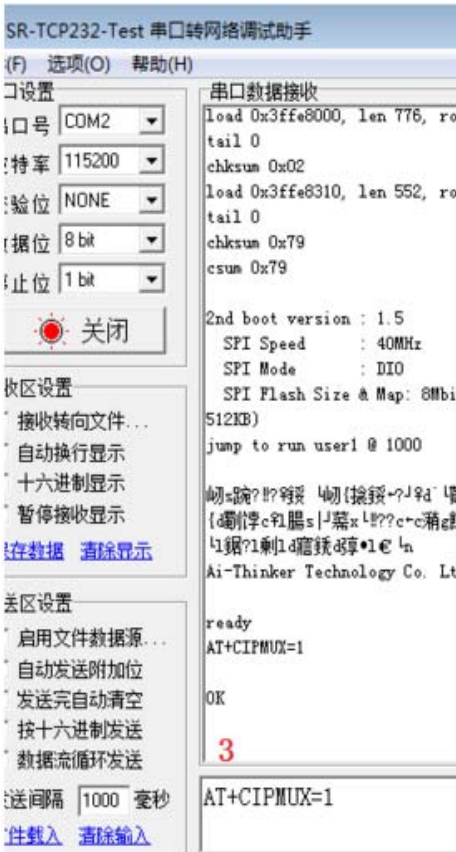 SR-TCP232-Test 串口转网络调试助手
(F) 选项(O) 帮助(H)
口设置
口号 COM2
特率 115200
验位 NONE
据位 8 bit
止位 1 bit
关闭
收区设置
接收转向文件...
自动换行显示
十六进制显示
暂停接收显示
保存数据 清除显示
送区设置
启用文件数据源...
自动发送附加位
发送完自动清空
按十六进制发送
数据流循环发送
送间隔 1000 毫秒
文件载入 清除输入
串口数据接收
load 0x3ffe8000, len 776, ro
tail 0
chksum 0x02
load 0x3ffe8310, len 552, ro
tail 0
chksum 0x79
csum 0x79
2nd boot version : 1.5
SPI Speed : 40MHz
SPI Mode : DIO
SPI Flash Size & Map: 8Mbi
512KB)
jump to run user1 @ 1000
Ai-Thinker Technology Co. Lt
ready
AT+CIPMUX=1
OK
3
AT+CIPMUX=1